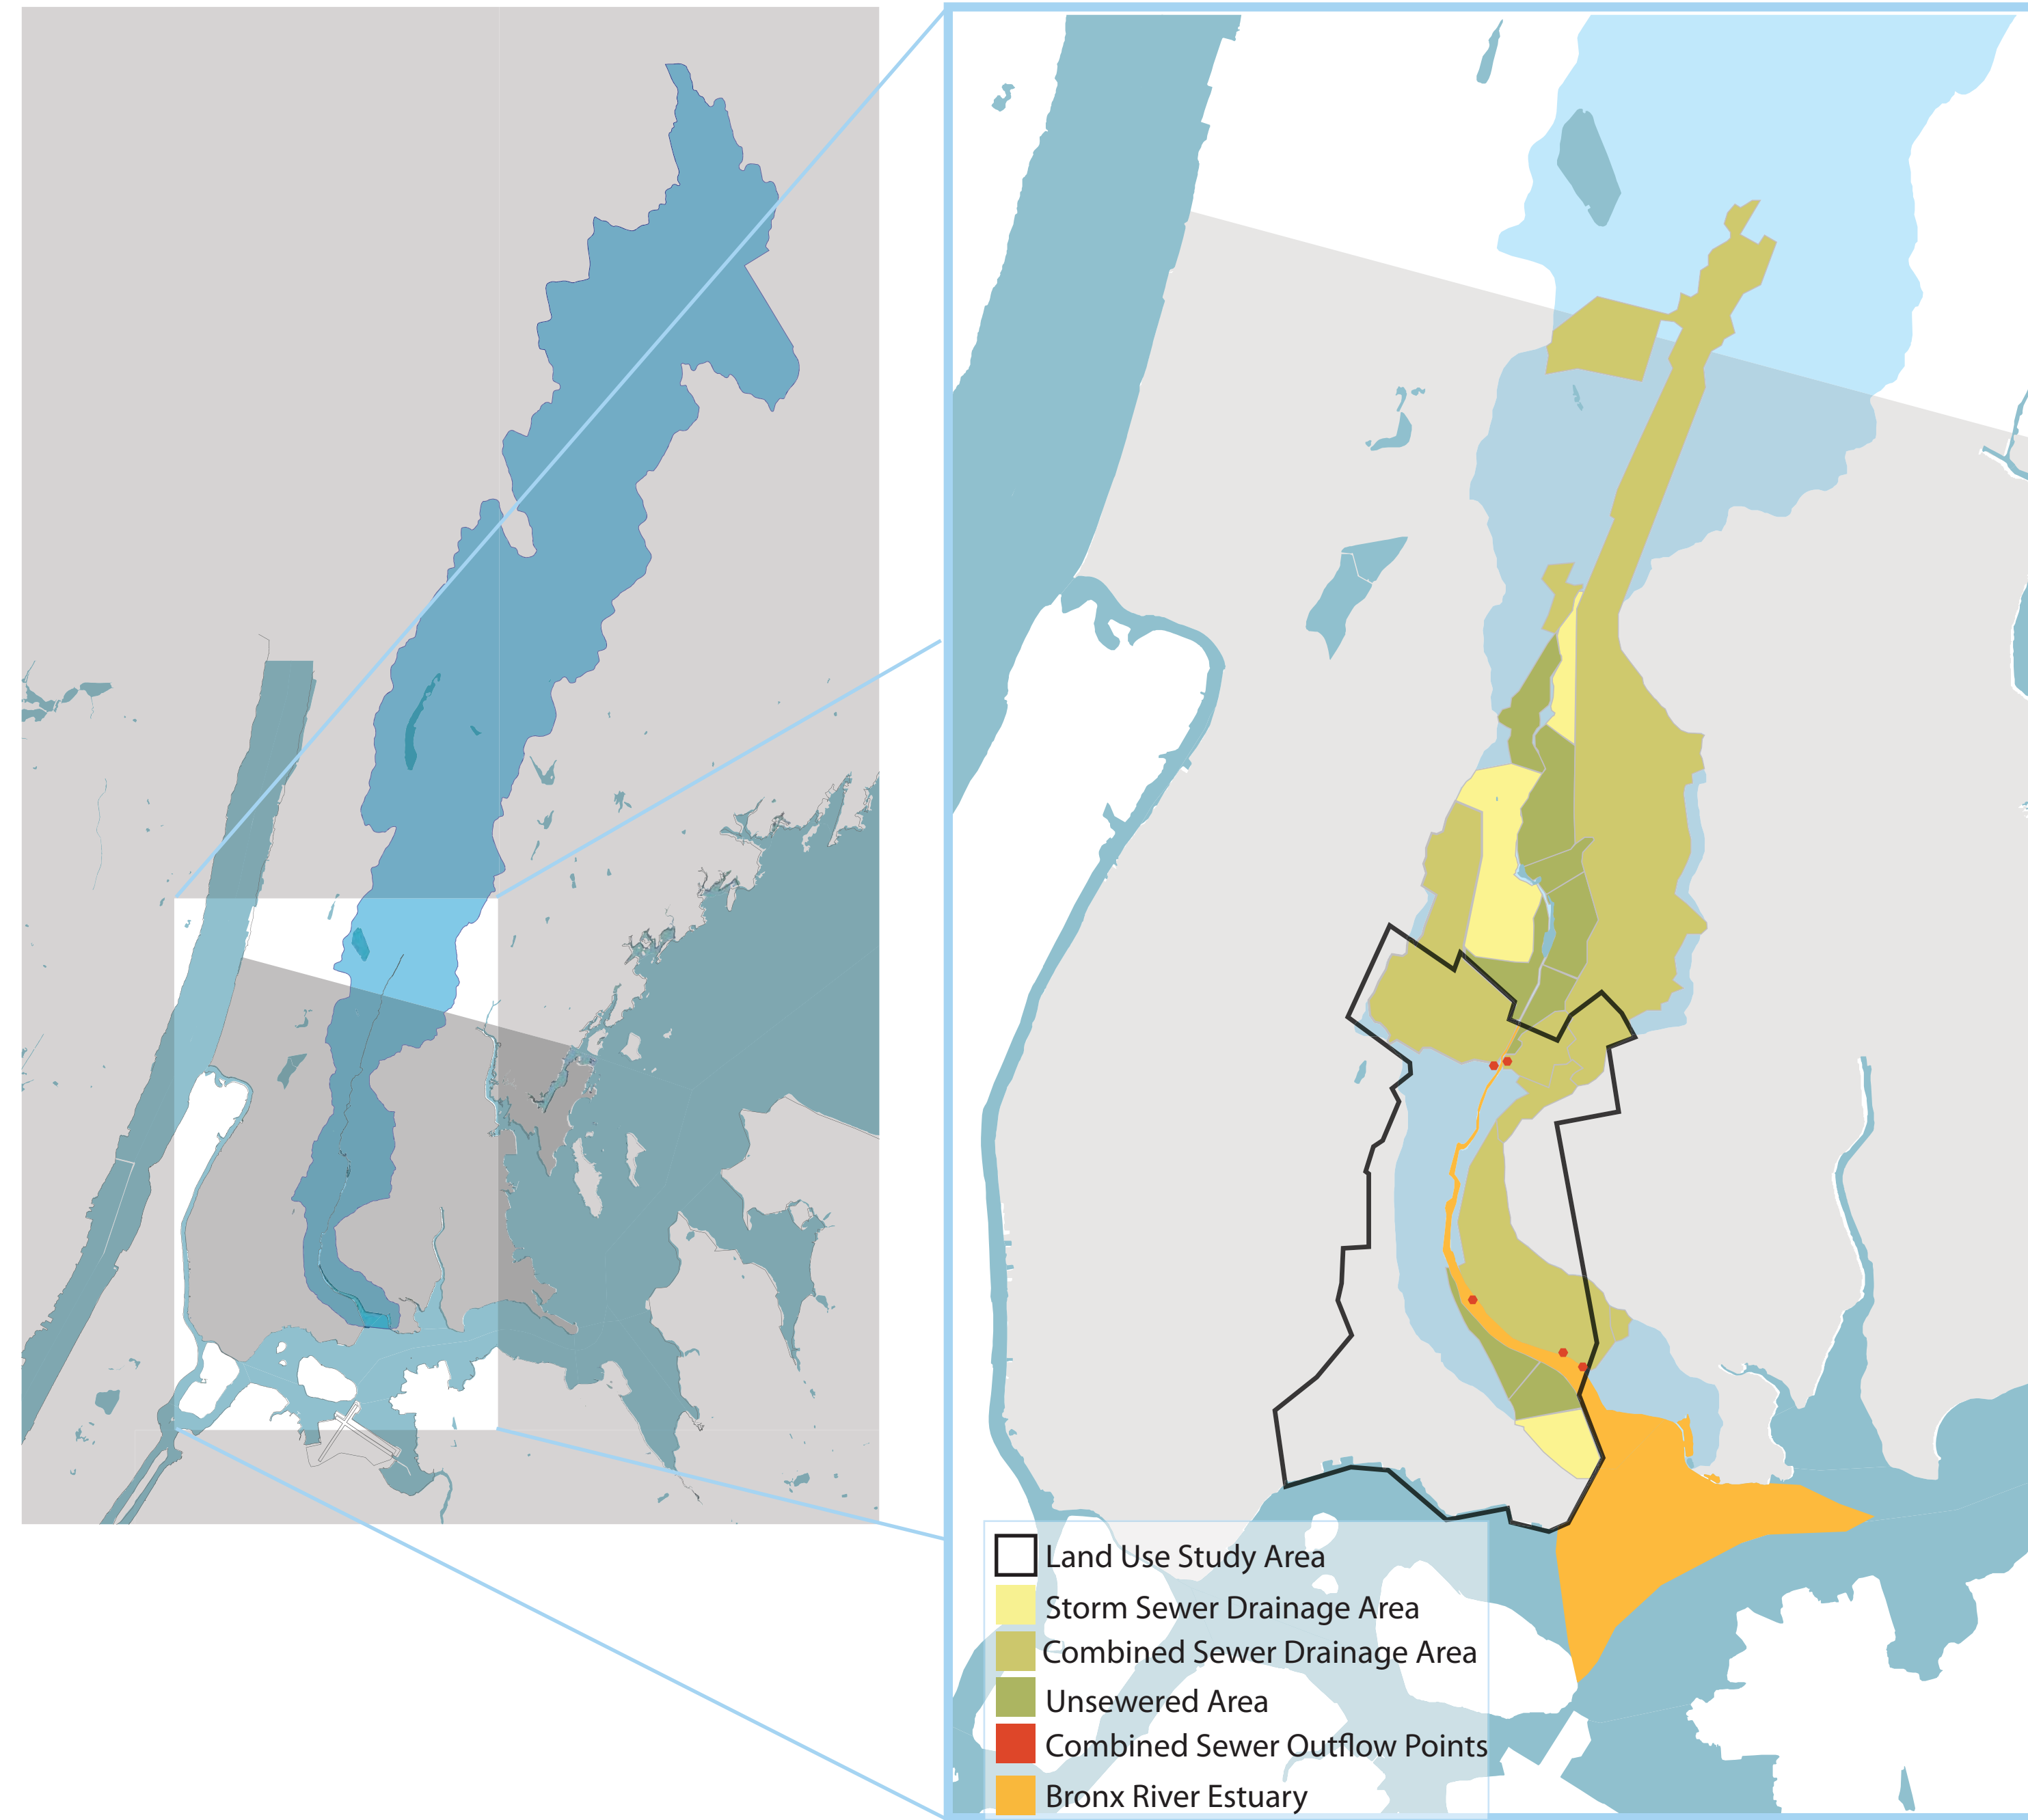 Land Use Study Area
Storm Sewer Drainage Area
Combined Sewer Drainage Area
Unsewered Area
Combined Sewer Outflow Points
Bronx River Estuary